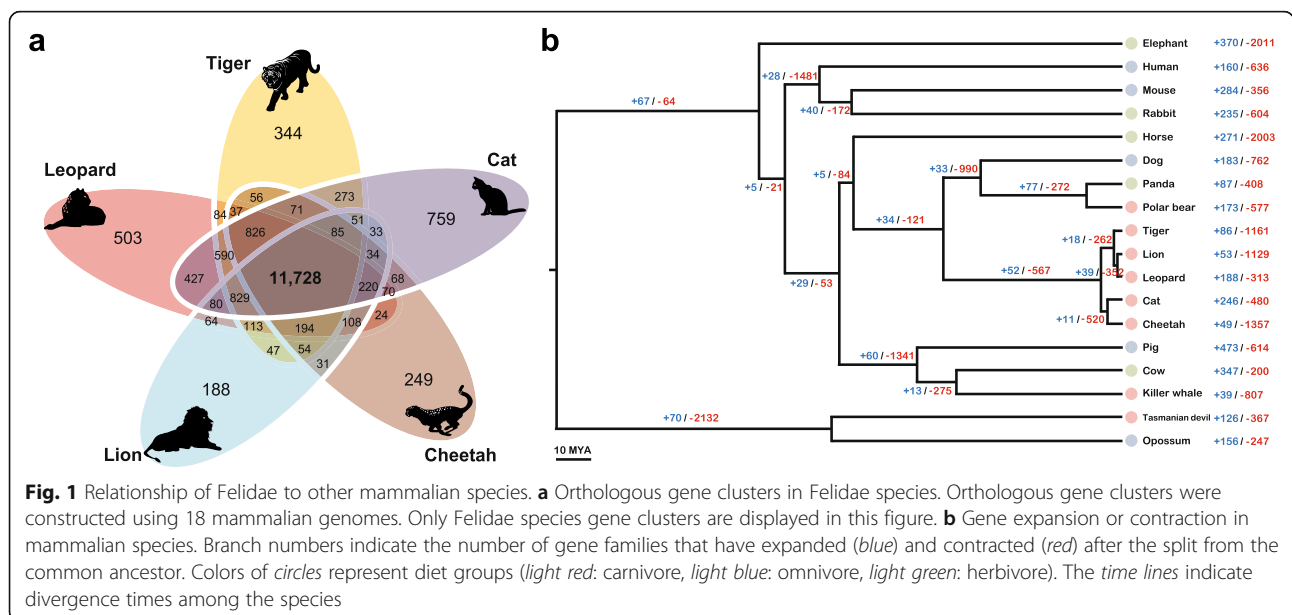 a
Tiger
344
Leopard
503
Cat
759
Lion
188
Cheetah
249
84
37
56
71
273
51
33
85
34
826
590
427
11,728
68
220
70
829
80
64
24
108
113
194
47
54
31
b
+67/-64
+28/-1481
+40/-172
+5/-21
+5/-84
+33/-990
+77/-272
+34/-121
+18/-262
+52/-567
+39/-352
+29/-53
+11/-520
+60/-1341
+13/-275
+70/-2132
10 MYA
Elephant +370/-2011
Human +160/-636
Mouse +284/-356
Rabbit +235/-604
Horse +271/-2003
Dog +183/-762
Panda +87/-408
Polar bear +173/-577
Tiger +86/-1161
Lion +53/-1129
Leopard +188/-313
Cat +246/-480
Cheetah +49/-1357
Pig +473/-614
Cow +347/-200
Killer whale +39/-807
Tasmanian devil +126/-367
Opossum +156/-247
Fig. 1 Relationship of Felidae to other mammalian species. a Orthologous gene clusters in Felidae species. Orthologous gene clusters were
constructed using 18 mammalian genomes. Only Felidae species gene clusters are displayed in this figure. b Gene expansion or contraction in
mammalian species. Branch numbers indicate the number of gene families that have expanded (blue) and contracted (red) after the split from the
common ancestor. Colors of circles represent diet groups (light red: carnivore, light blue: omnivore, light green: herbivore). The time lines indicate
divergence times among the species